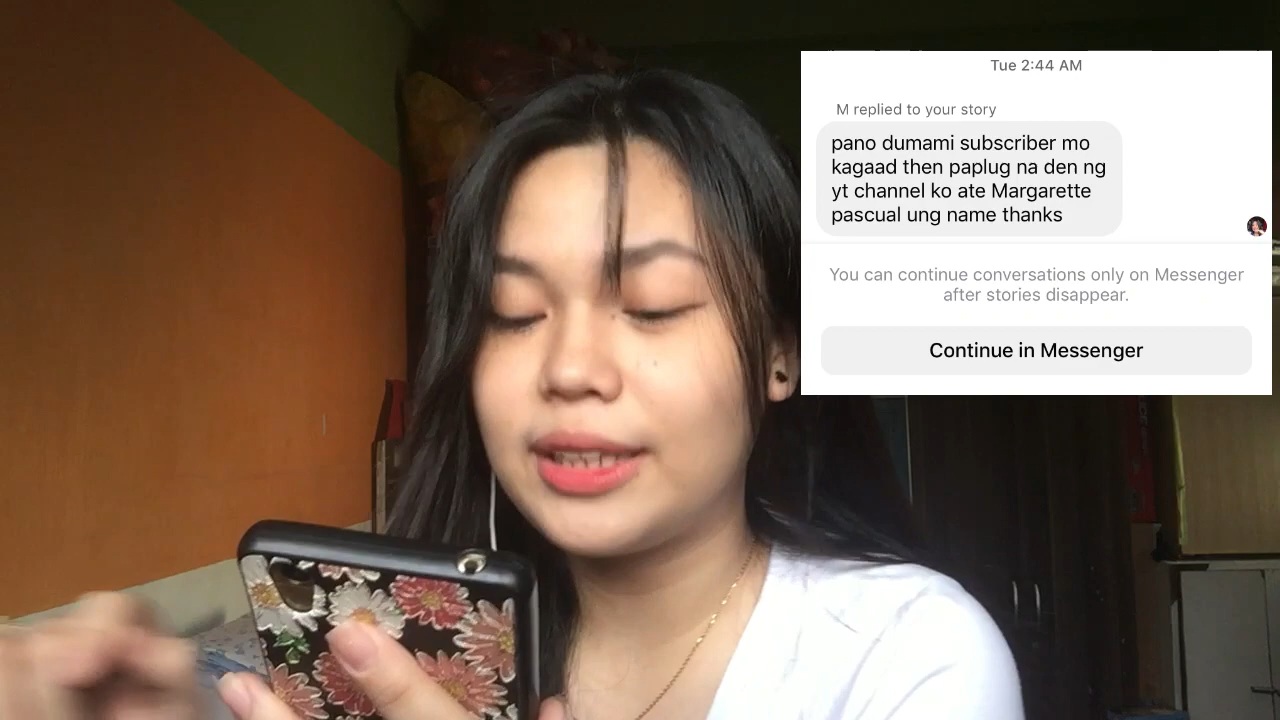 Tue 2:44 AM
M replied to your story
pano dumami subscriber mo
kagaad then paplug na den ng
yt channel ko ate Margarette
pascual ung name thanks
You can continue conversations only on Messenger
after stories disappear.
Continue in Messenger